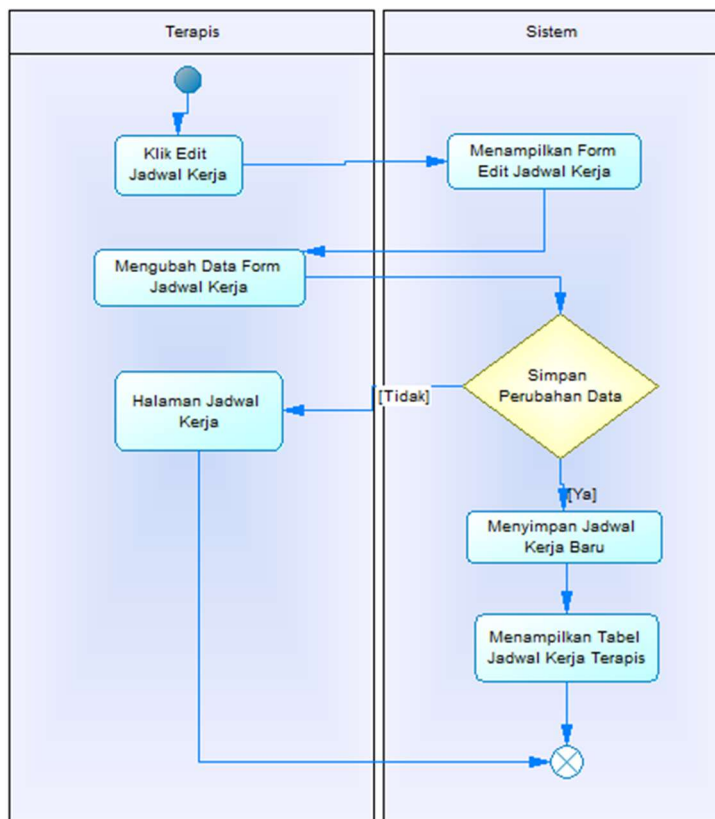 Terapis
Sistem
Klik Edit
Jadwal Kerja
Menampilkan Form
Edit Jadwal Kerja
Mengubah Data Form
Jadwal Kerja
Simpan
Perubahan Data
[Tidak]
Halaman Jadwal
Kerja
[Ya]
Menyimpan Jadwal
Kerja Baru
Menampilkan Tabel
Jadwal Kerja Terapis